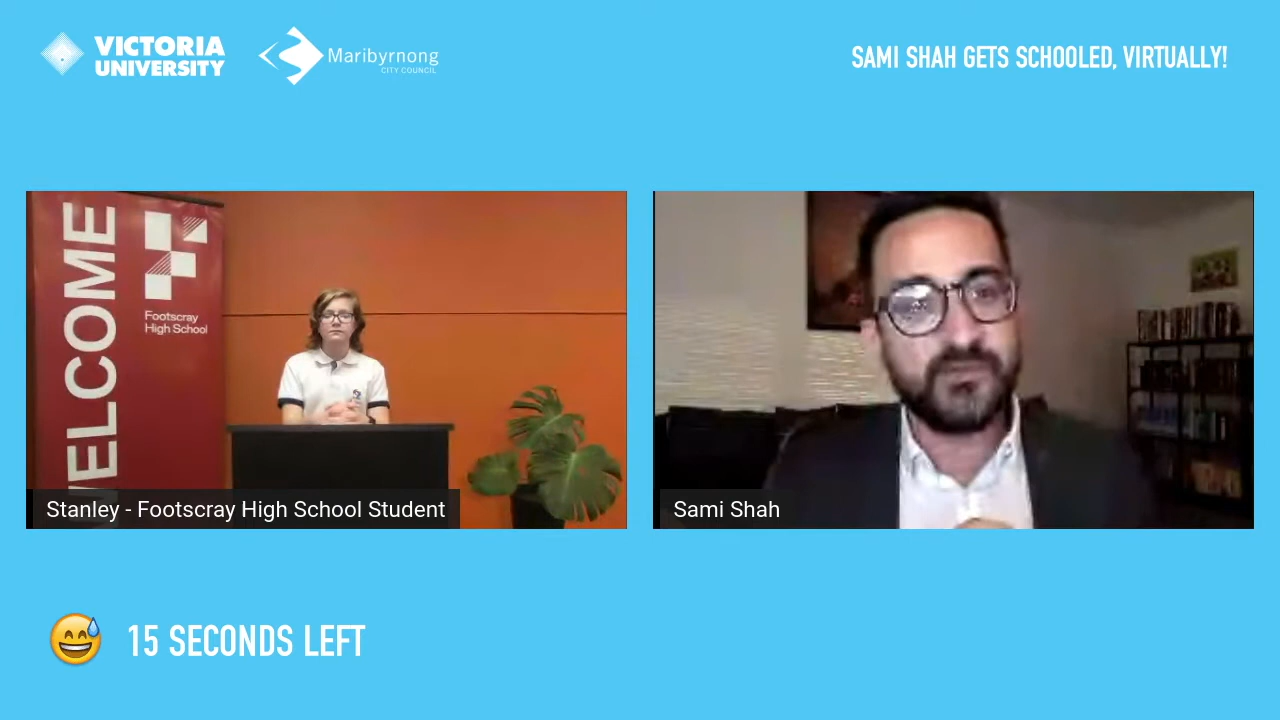 VICTORIA
UNIVERSITY
Maribyrnong
CITY COUNCIL
SAMI SHAH GETS SCHOOLED, VIRTUALLY!
WELCOME
Footscray
High School
Stanley - Footscray High School Student
Sami Shah
15 SECONDS LEFT